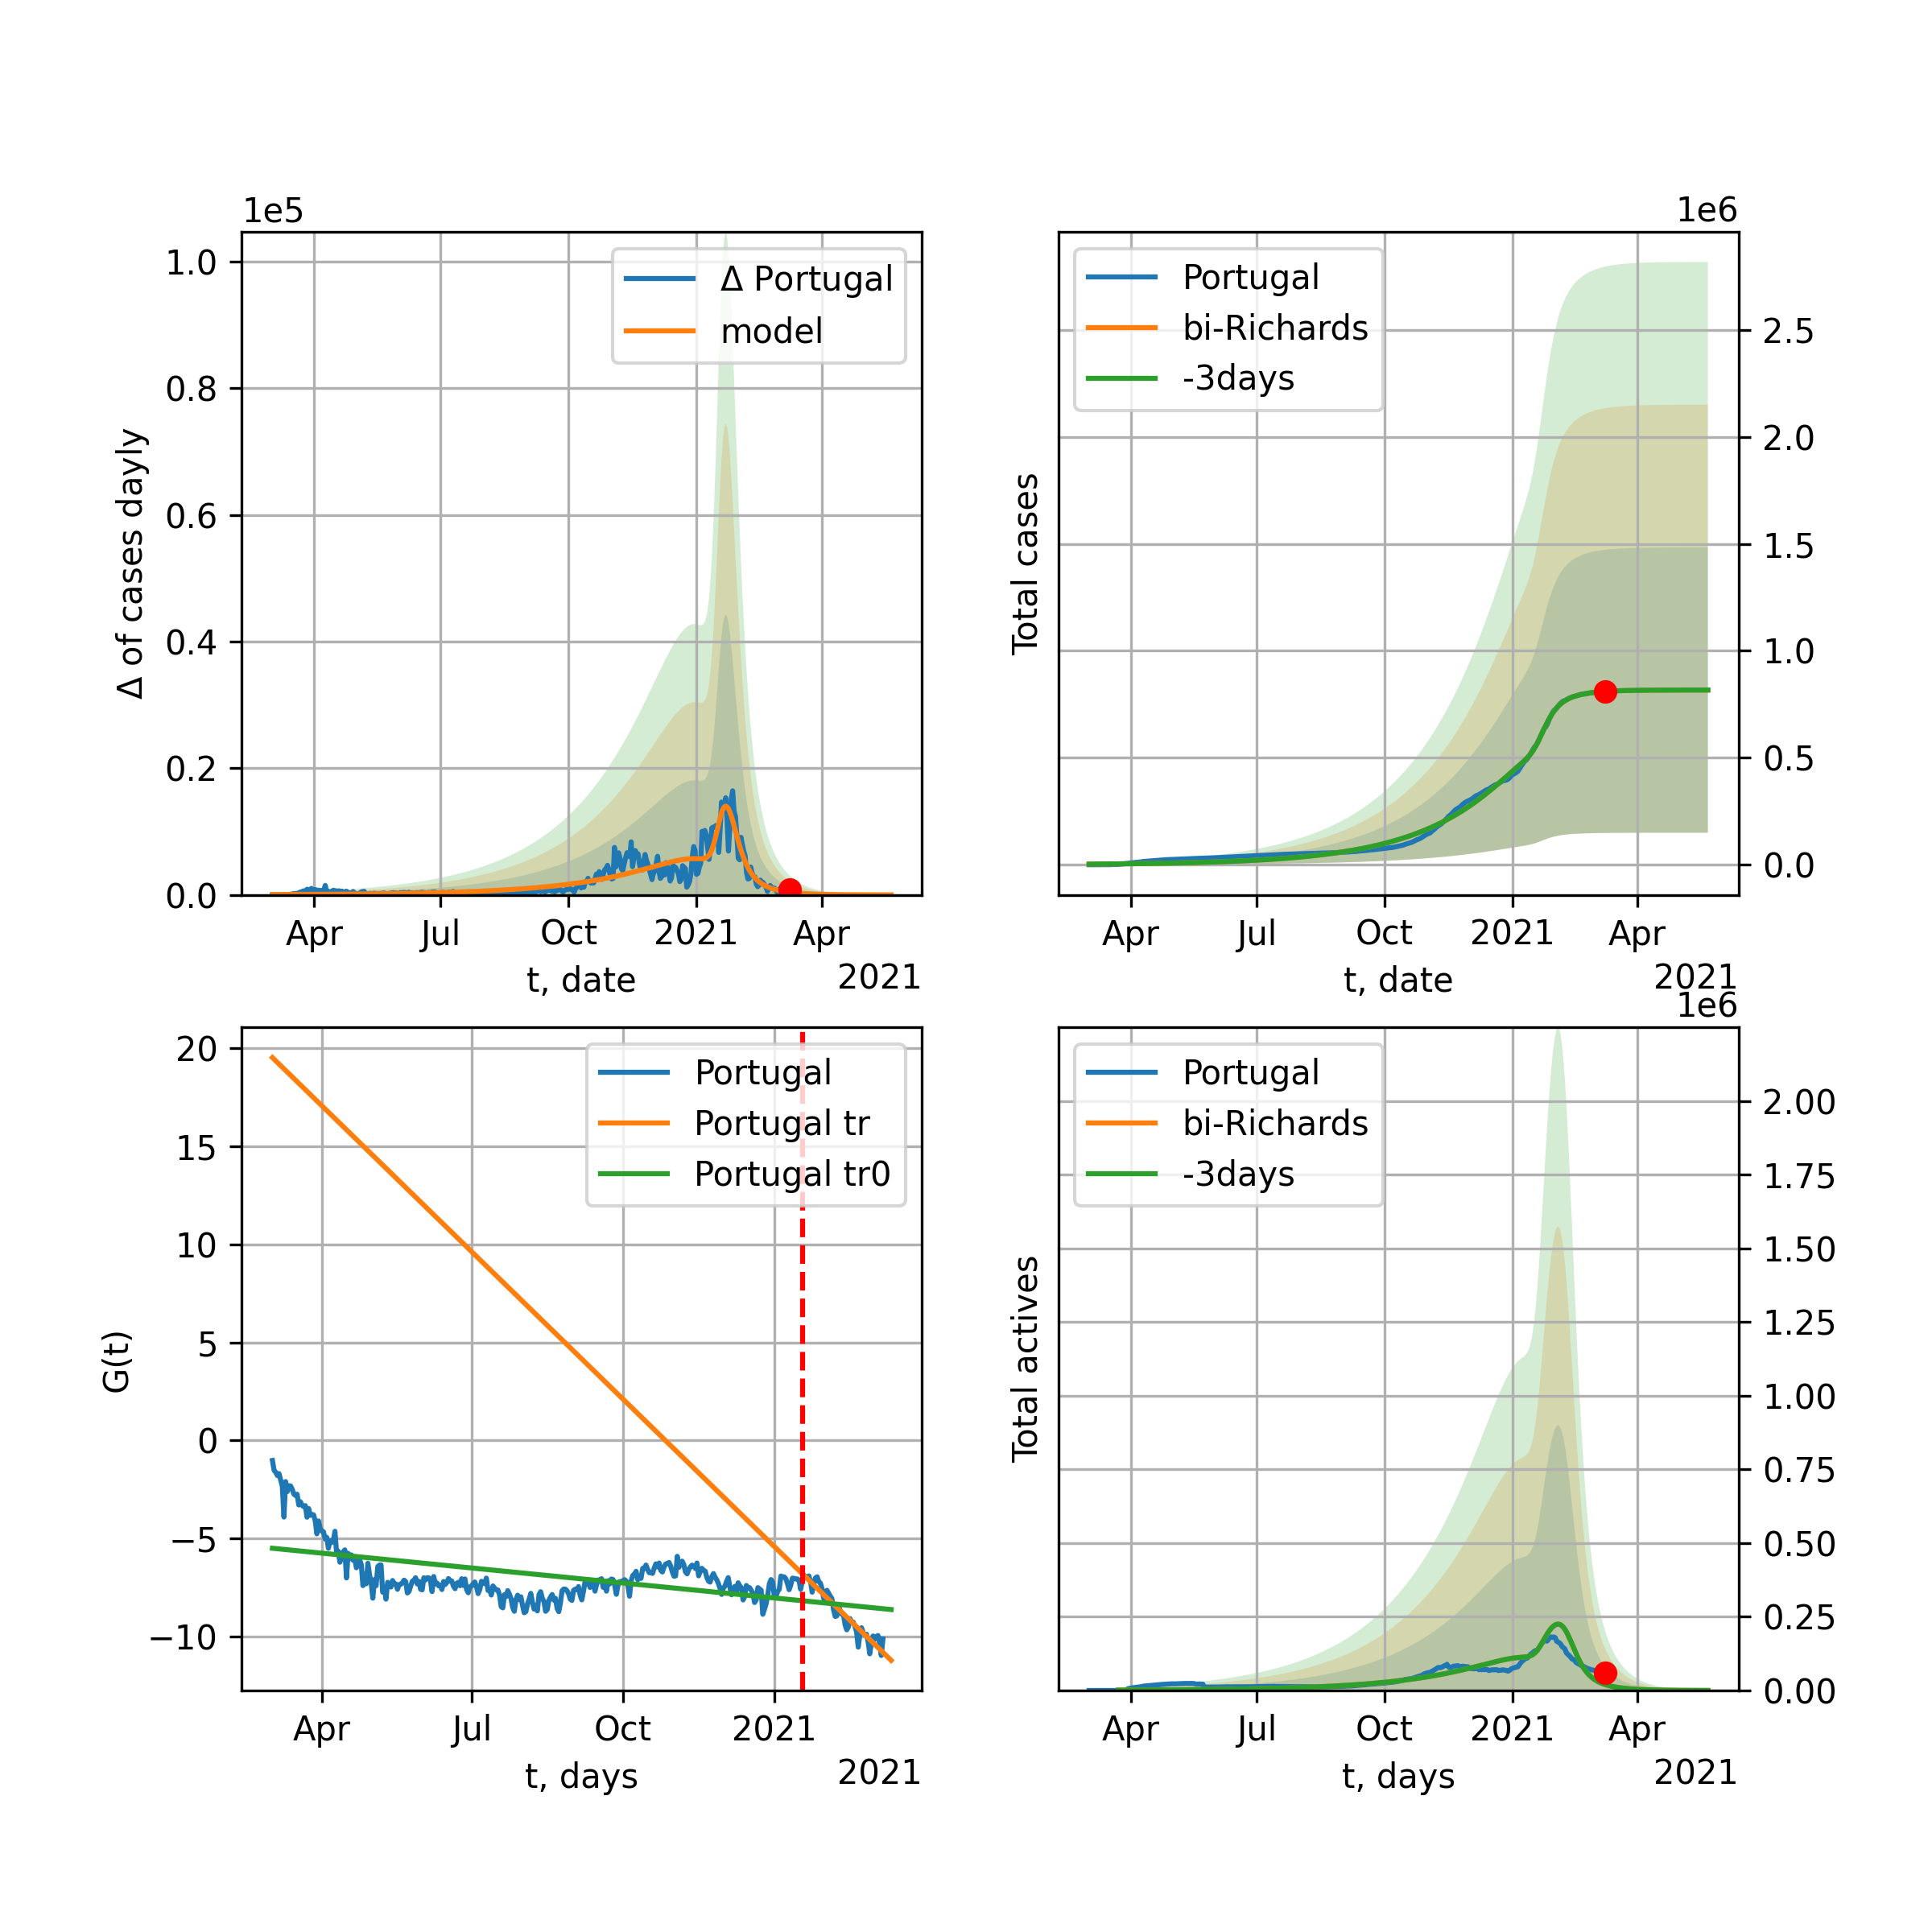 1e5
Δ of cases dayly
1.0
0.8
0.6
0.4
0.2
0.0
Δ Portugal
model
Apr Jul Oct 2021 Apr
t, date
2021
1e6
Total cases
Portugal
bi-Richards
-3days
2.5
2.0
1.5
1.0
0.5
0.0
Apr Jul Oct 2021 Apr
t, date
2021
G(t)
20
15
10
5
0
−5
−10
Portugal
Portugal tr
Portugal tr0
Apr Jul Oct 2021
t, days
2021
1e6
Total actives
Portugal
bi-Richards
-3days
2.00
1.75
1.50
1.25
1.00
0.75
0.50
0.25
0.00
Apr Jul Oct 2021 Apr
t, days
2021